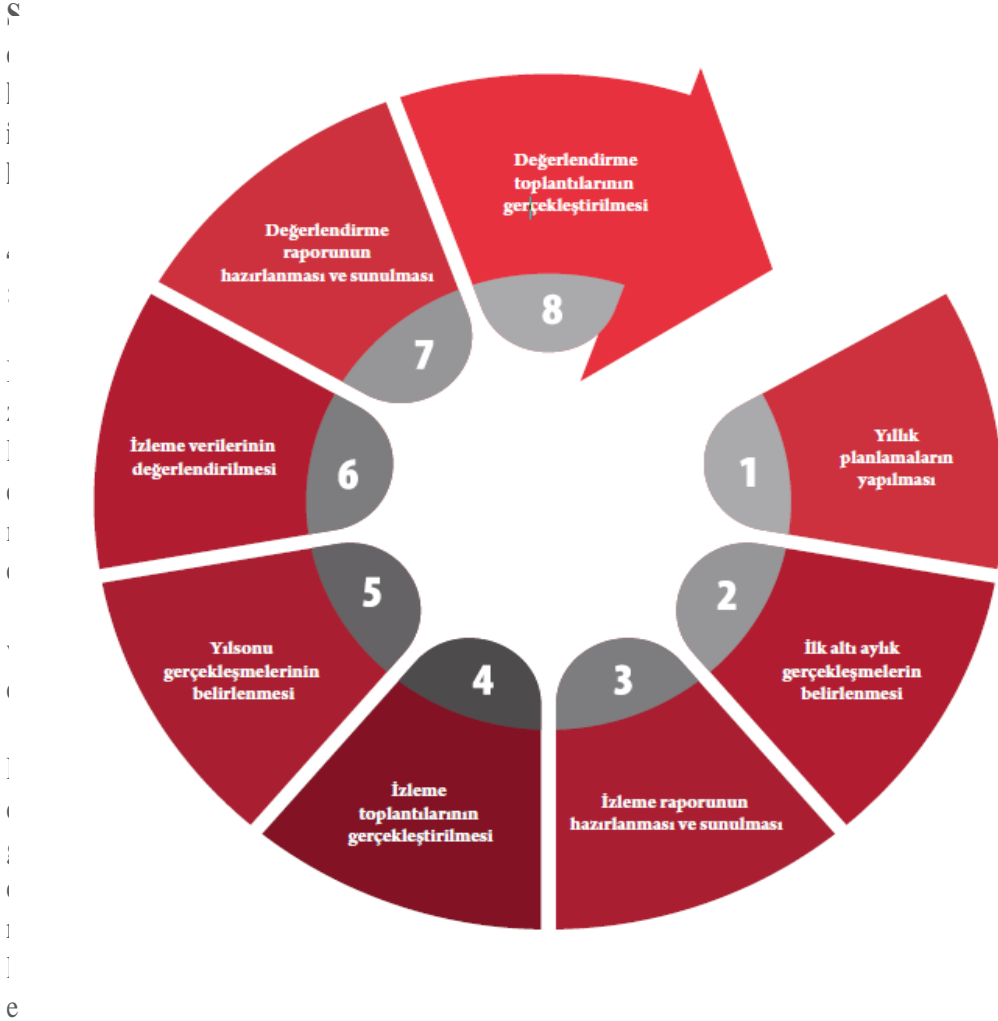 1
Yıllık
planlamaların
yapılması
2
İlk altı aylık
gerçekleşmelerin
belirlenmesi
3
İzleme raporunun
hazırlanması ve sunulması
4
İzleme
toplantılarının
gerçekleştirilmesi
5
Yılsonu
gerçekleşmelerinin
belirlenmesi
6
İzleme verilerinin
değerlendirilmesi
7
Değerlendirme
raporunun
hazırlanması ve sunulması
8
Değerlendirme
toplantılarının
gerçekleştirilmesi
e